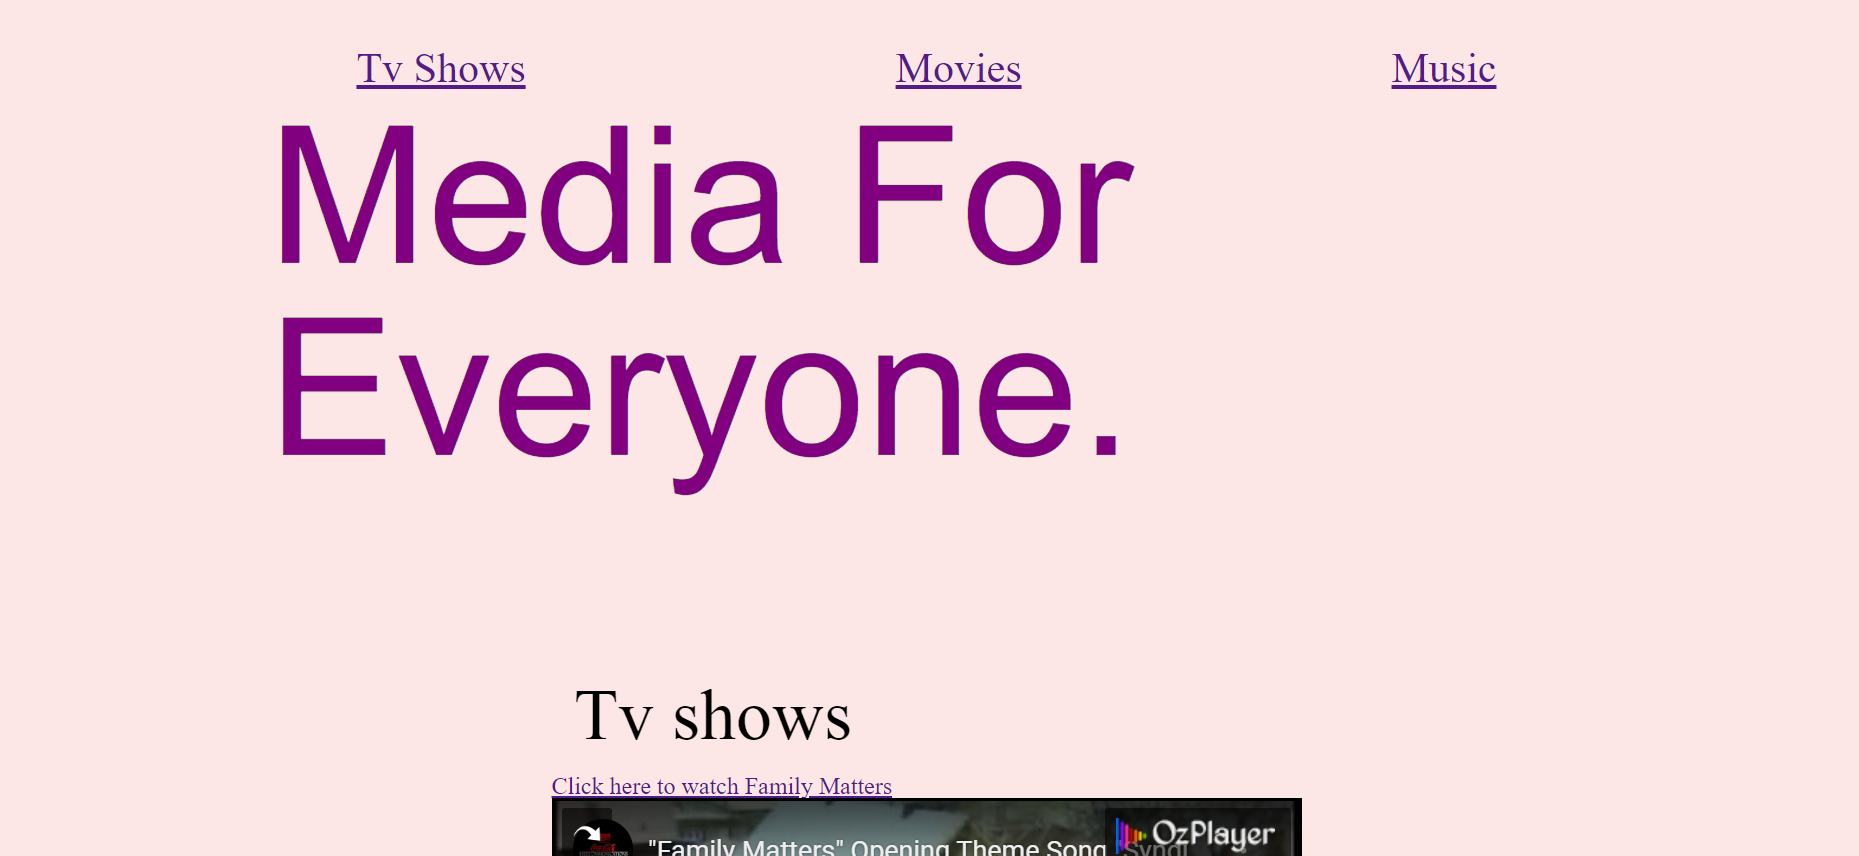 Tv Shows
Movies
Music
Media For
Everyone.
Tv shows
Click here to watch Family Matters
"Family Matters" Opening Theme Song
OzPlayer